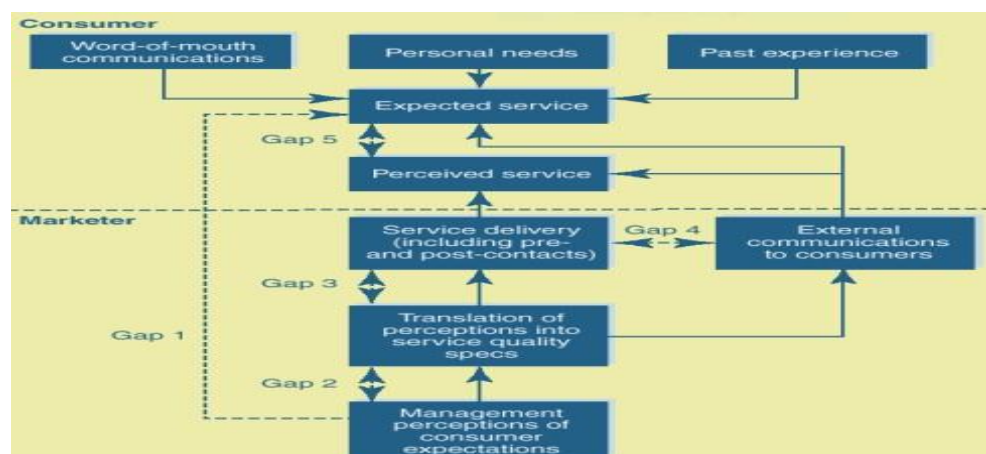 Consumer
Word-of-mouth
communications
Personal needs
Past experience
Expected service
Gap 5
Perceived service
Marketer
Service delivery
(including pre-
and post-contacts)
Gap 4
External
communications
to consumers
Gap 3
Translation of
perceptions into
service quality
specs
Gap 1
Gap 2
Management
perceptions of
consumer
expectations